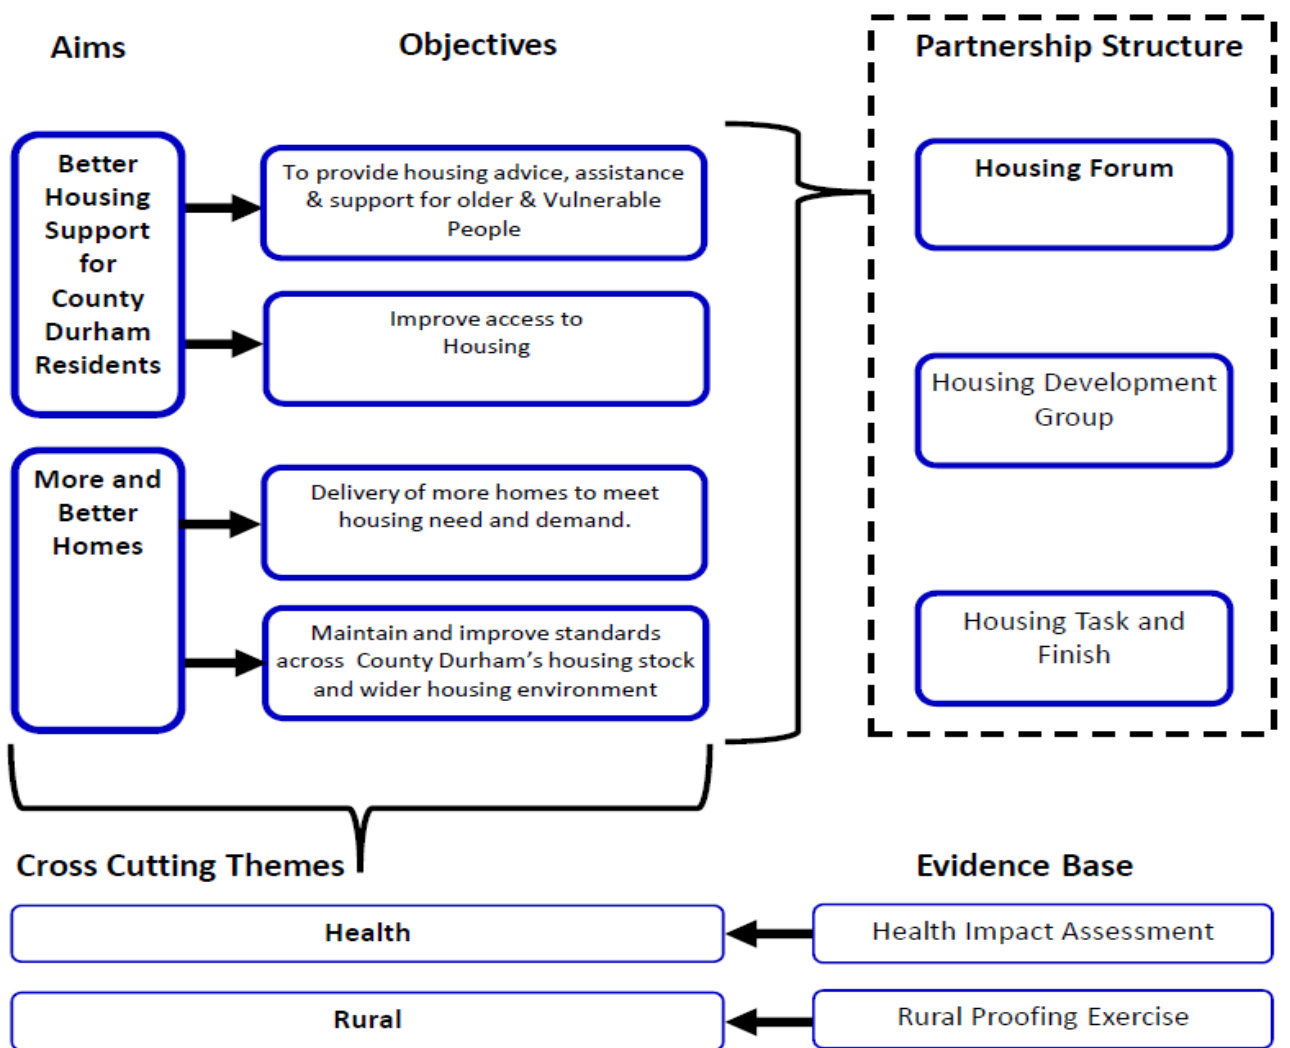 Aims
Objectives
Partnership Structure
Better
Housing
Support
for
County
Durham
Residents
To provide housing advice, assistance
& support for older & Vulnerable
People
Improve access to
Housing
More and
Better
Homes
Delivery of more homes to meet
housing need and demand.
Maintain and improve standards
across County Durham’s housing stock
and wider housing environment
Housing Forum
Housing Development
Group
Housing Task and
Finish
Cross Cutting Themes
Evidence Base
Health
Health Impact Assessment
Rural
Rural Proofing Exercise